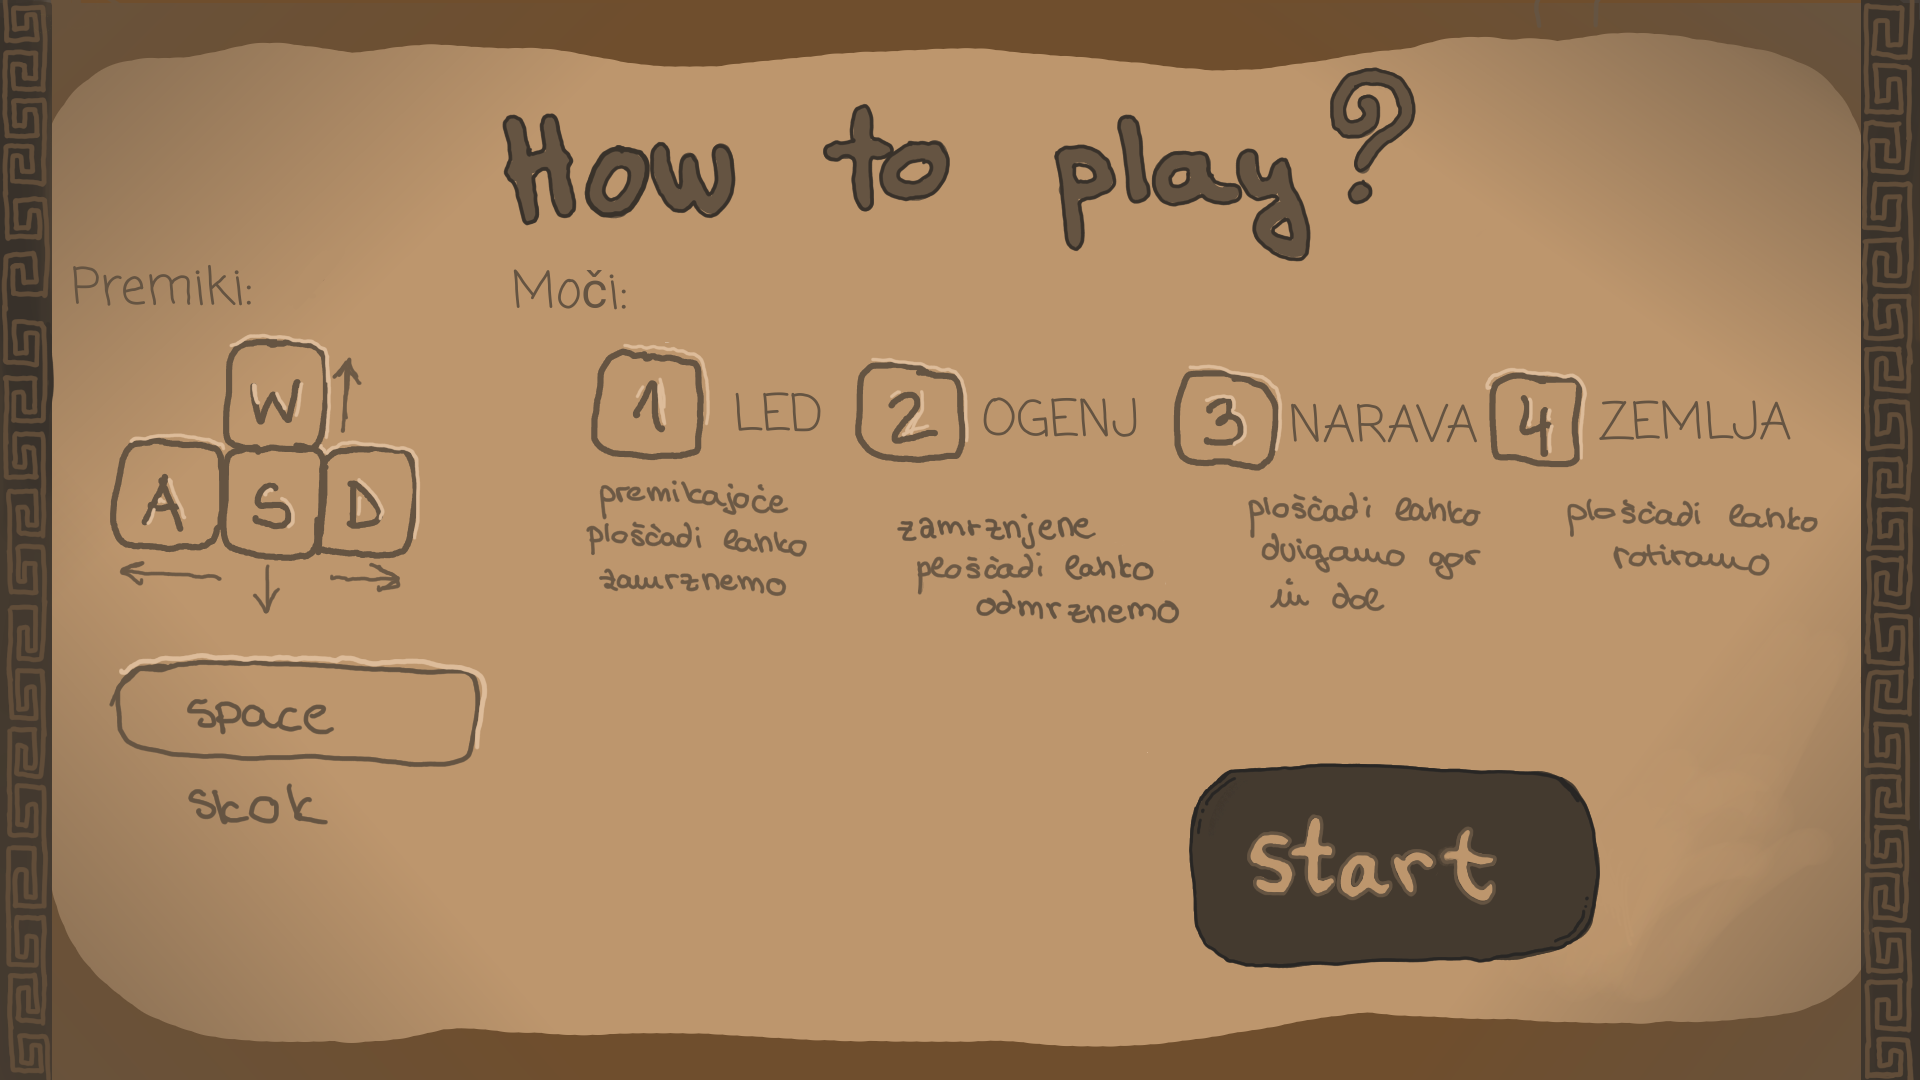 How to play?
Premiki:
Moči:
W
A S D
space
skok
1 LED
premikajoče
ploščadi lahko
zamrznemo
2 OGENJ
zamrznjene
ploščadi lahko
odmrznemo
3 NARAVA
ploščadi lahko
dvigamo gor
in dol
4 ZEMLJA
ploščadi lahko
rotiramo
start